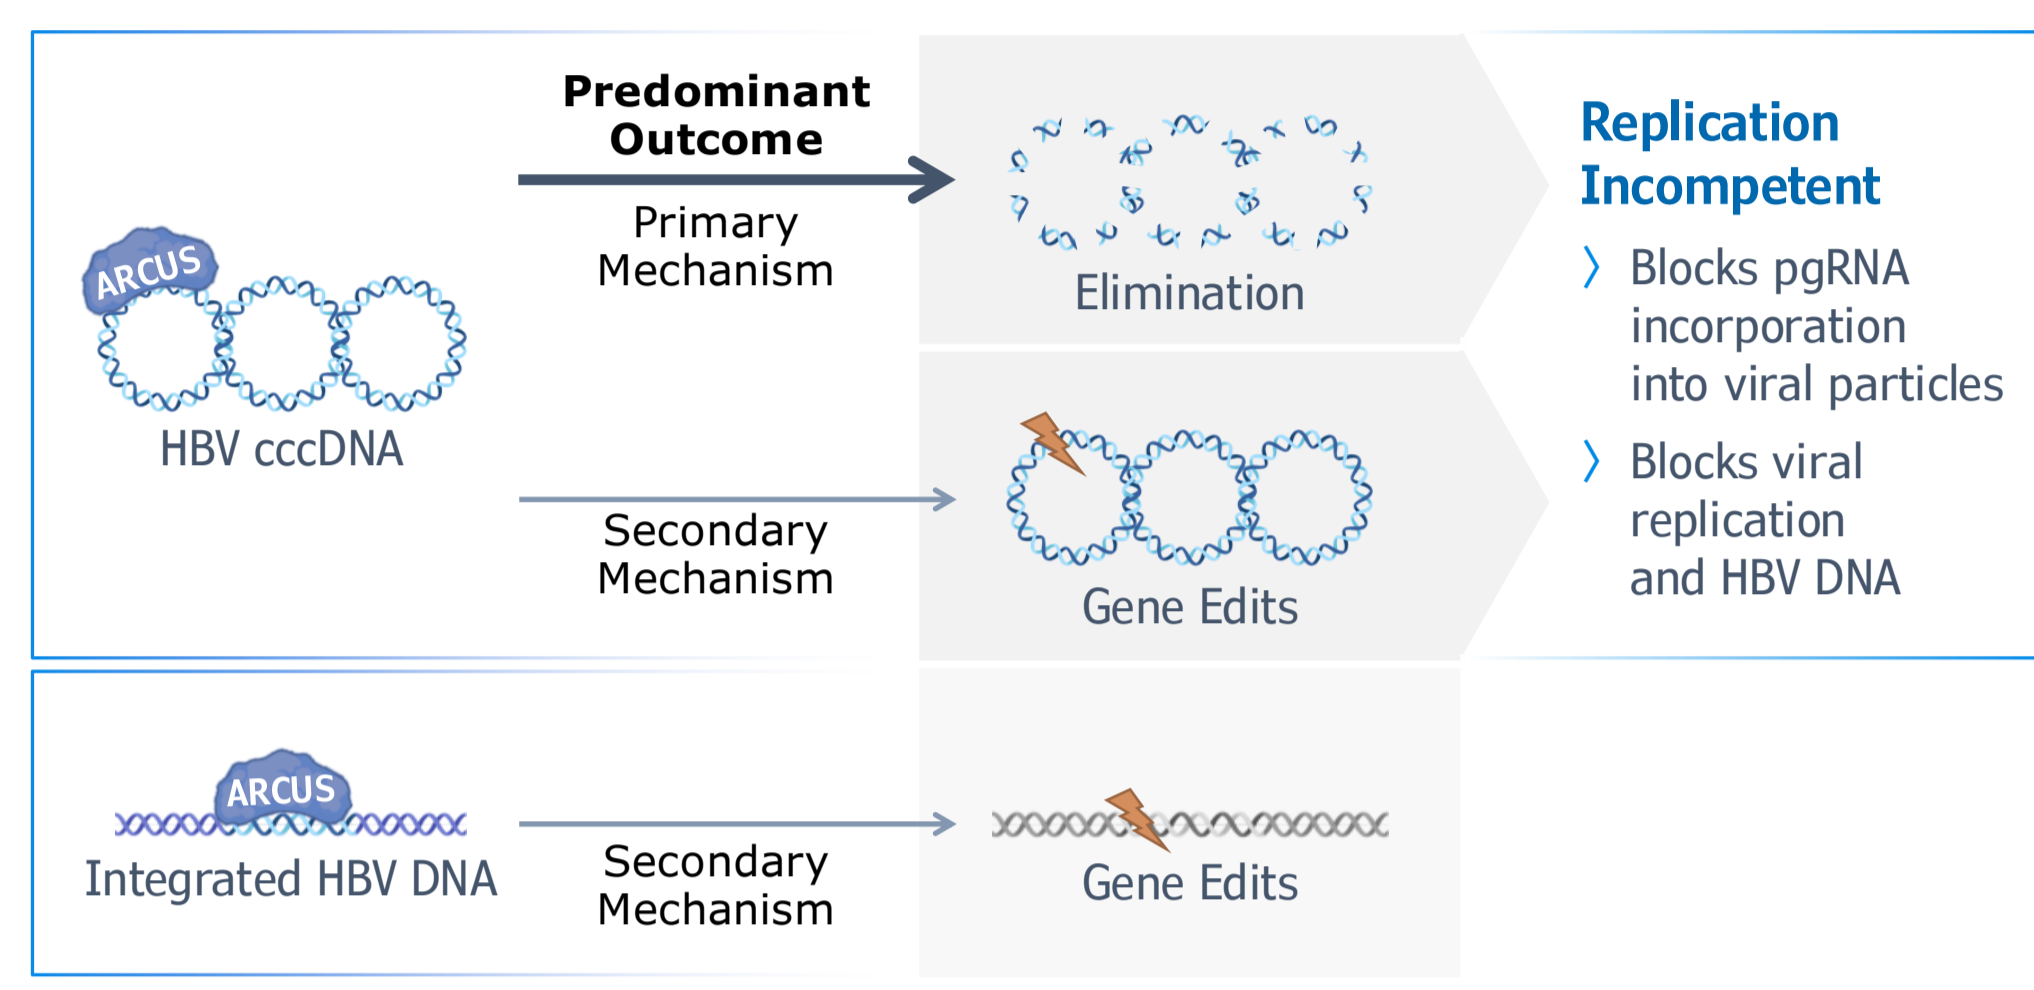 Predominant
Outcome
Primary
Mechanism
ARCUS
HBV cccDNA
Elimination
Secondary
Mechanism
Gene Edits
Replication
Incompetent
Blocks pgRNA
incorporation
into viral particles
Blocks viral
replication
and HBV DNA
ARCUS
Integrated HBV DNA
Secondary
Mechanism
Gene Edits